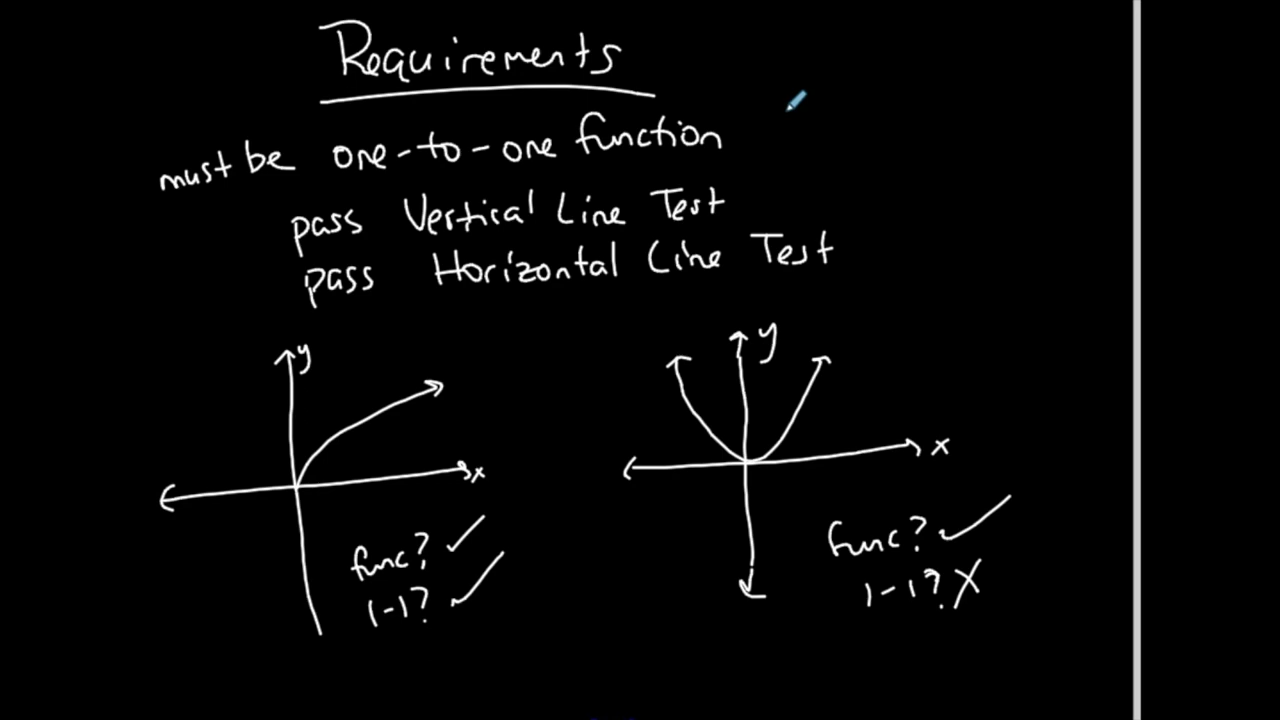 Requirements
must be one-to-one function
pass Vertical Line Test
pass Horizontal Line Test
y
x
func? ✓
1-1? ✓
y
x
func? ✓
1-1? X